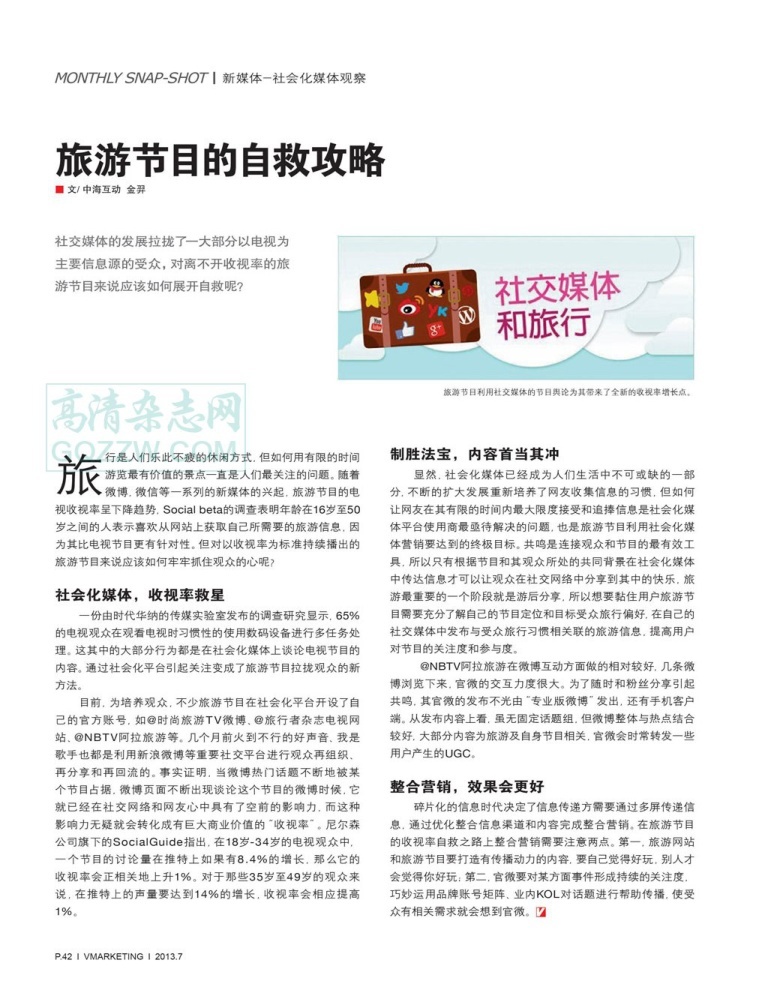 MONTHLY SNAP-SHOT | 新媒体-社会化媒体观察
旅游节目的自救攻略
■ 文/ 中海互动 金羿
社交媒体的发展拉拢了一大部分以电视为
主要信息源的受众，对离不开收视率的旅
游节目来说应该如何展开自救呢?
社交媒体
和旅行
You
Tube
g+
W
旅游节目利用社交媒体的节目舆论为其带来了全新的收视率增长点。
高清杂志网
GQZZW.COM
旅行是人们乐此不疲的休闲方式，但如何用有限的时间
游览最有价值的景点一直是人们最关注的问题。随着
微博、微信等一系列的新媒体的兴起，旅游节目的电
视收视率呈下降趋势，Social beta的调查表明年龄在16岁至50
岁之间的人表示喜欢从网站上获取自己所需要的旅游信息，因
为其比电视节目更有针对性。但对以收视率为标准持续播出的
旅游节目来说应该如何牢牢抓住观众的心呢?
社会化媒体，收视率救星
一份由时代华纳的传媒实验室发布的调查研究显示，65%
的电视观众在观看电视时习惯性的使用数码设备进行多任务处
理。这其中的大部分行为都是在社会化媒体上谈论电视节目的
内容。通过社会化平台引起关注变成了旅游节目拉拢观众的新
方法。
目前，为培养观众，不少旅游节目在社会化平台开设了自
己的官方账号，如@时尚旅游TV微博、@旅行者杂志电视网
站、@NBTV阿拉旅游等。几个月前火到不行的好声音、我是
歌手也都是利用新浪微博等重要社交平台进行观众再组织、
再分享和再回流的。事实证明，当微博热门话题不断地被某
个节目占据，微博页面不断出现谈论这个节目的微博时候，它
就已经在社交网络和网友心中具有了空前的影响力，而这种
影响力无疑就会转化成有巨大商业价值的“收视率”。尼尔森
公司旗下的SocialGuide指出，在18岁-34岁的电视观众中，
一个节目的讨论量在推特上如果有8.4%的增长，那么它的
收视率会正相关地上升1%。对于那些35岁至49岁的观众来
说，在推特上的声量要达到14%的增长，收视率会相应提高
1%。
制胜法宝，内容首当其冲
显然，社会化媒体已经成为人们生活中不可或缺的一部
分，不断的扩大发展重新培养了网友收集信息的习惯，但如何
让网友在其有限的时间内最大限度接受和追捧信息是社会化媒
体平台使用商最亟待解决的问题，也是旅游节目利用社会化媒
体营销要达到的终极目标。共鸣是连接观众和节目的最有效工
具，所以只有根据节目和其观众所处的共同背景在社会化媒体
中传达信息才可以让观众在社交网络中分享到其中的快乐，旅
游最重要的一个阶段就是游后分享，所以想要黏住用户旅游节
目需要充分了解自己的节目定位和目标受众旅行偏好，在自己的
社交媒体中发布与受众旅行习惯相关联的旅游信息，提高用户
对节目的关注度和参与度。
@NBTV阿拉旅游在微博互动方面做的相对较好，几条微
博浏览下来，官微的交互力度很大。为了随时和粉丝分享引起
共鸣，其官微的发布不光由“专业版微博”发出，还有手机客户
端。从发布内容上看，虽无固定话题组，但微博整体与热点结合
较好，大部分内容为旅游及自身节目相关，官微会时常转发一些
用户产生的UGC。
整合营销，效果会更好
碎片化的信息时代决定了信息传递方需要通过多屏传递信
息，通过优化整合信息渠道和内容完成整合营销。在旅游节目
的收视率自救之路上整合营销需要注意两点。第一，旅游网站
和旅游节目要打造有传播动力的内容，要自己觉得好玩，别人才
会觉得你好玩；第二，官微要对某方面事件形成持续的关注度，
巧妙运用品牌账号矩阵、业内KOL对话题进行帮助传播，使受
众有相关需求就会想到官微。
P.42 I VMARKETING I 2013.7